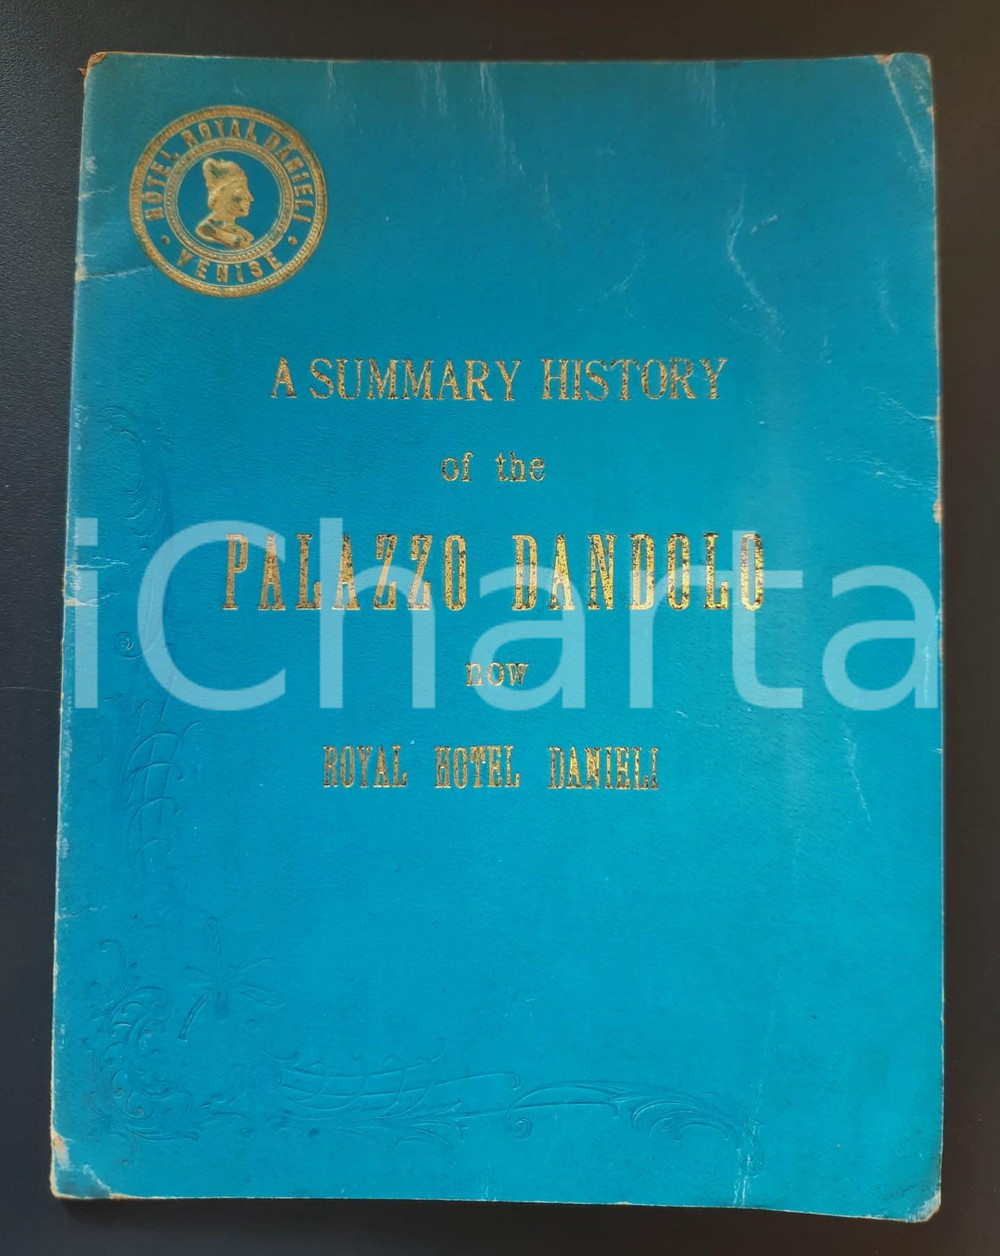 HOTEL ROYAL DANIELI
VENISE
A SUMMARY HISTORY
of the
PALAZZO DANDOLO
now
ROYAL HOTEL DANIELI
iCharta